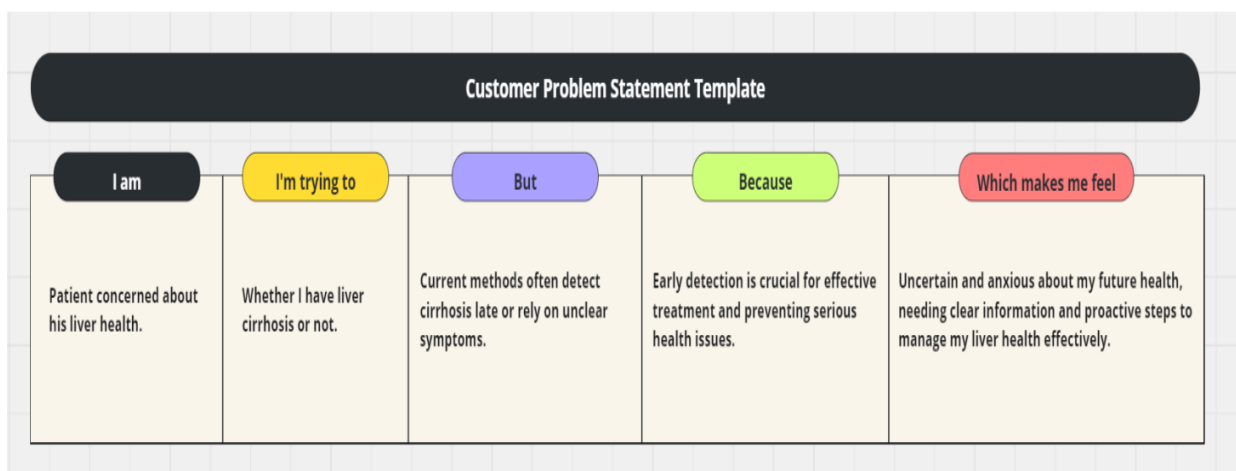 Customer Problem Statement Template
I am
I'm trying to
But
Because
Which makes me feel
Patient concerned about
his liver health.
Whether I have liver
cirrhosis or not.
Current methods often detect
cirrhosis late or rely on unclear
symptoms.
Early detection is crucial for effective
treatment and preventing serious
health issues.
Uncertain and anxious about my future health,
needing clear information and proactive steps to
manage my liver health effectively.